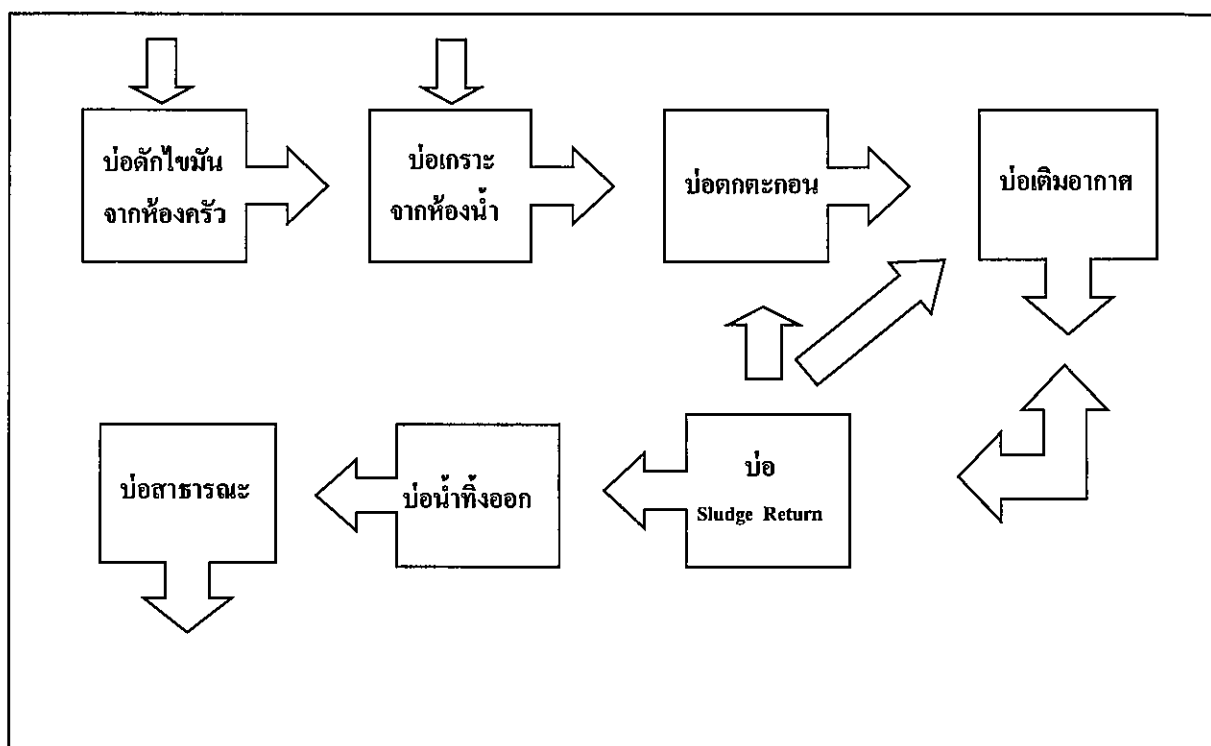 บ่อดักไขมัน
จากห้องครัว
บ่อเกราะ
จากห้องน้ำ
บ่อตกตะกอน
บ่อเติมอากาศ
บ่อสาธารณะ
บ่อน้ำทิ้งออก
บ่อ
Sludge Return